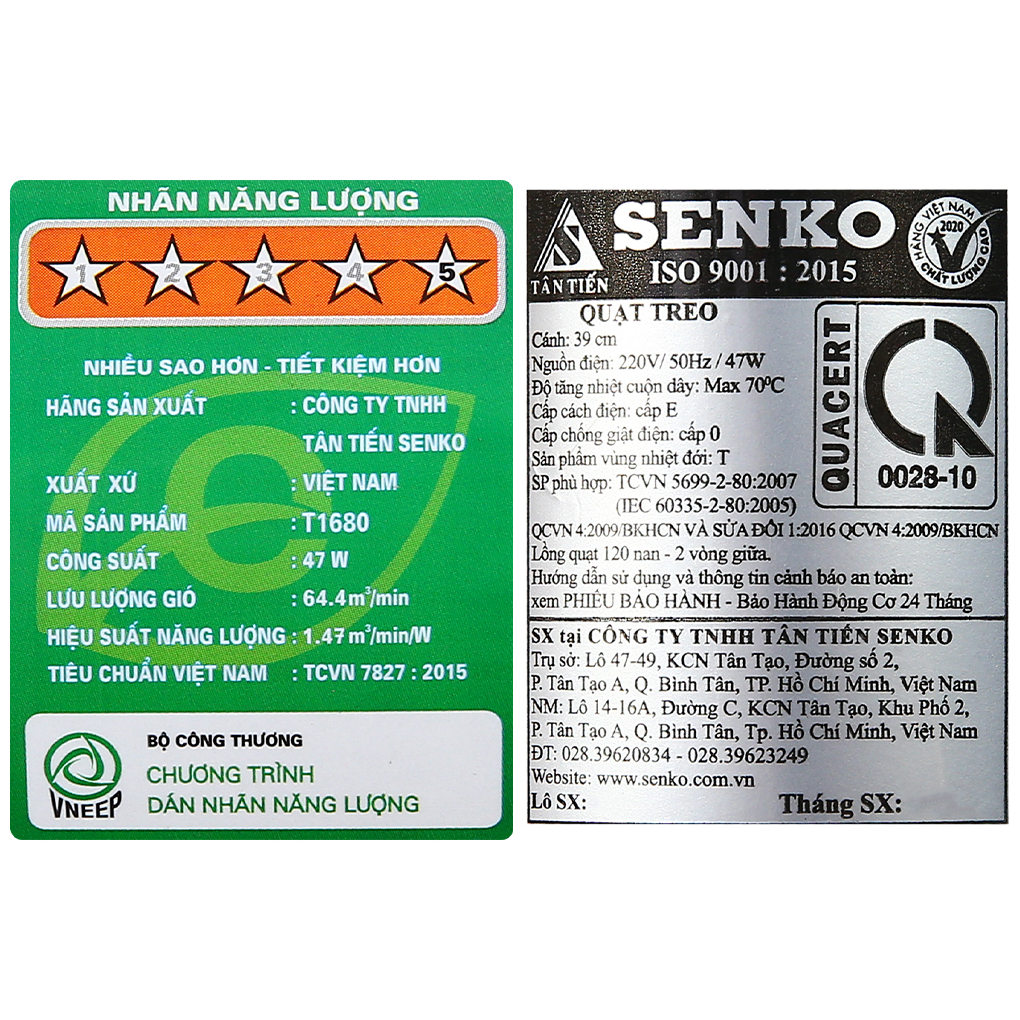 NHÃN NĂNG LƯỢNG
1 2 3 4 5
NHIỀU SAO HƠN - TIẾT KIỆM HƠN
HÃNG SẢN XUẤT : CÔNG TY TNHH
TÂN TIẾN SENKO
XUẤT XỨ : VIỆT NAM
MÃ SẢN PHẨM : T1680
CÔNG SUẤT : 47 W
LƯU LƯỢNG GIÓ : 64.4m³/min
HIỆU SUẤT NĂNG LƯỢNG : 1.47m³/min/W
TIÊU CHUẨN VIỆT NAM : TCVN 7827 : 2015
VNEEP
BỘ CÔNG THƯƠNG
CHƯƠNG TRÌNH
DÁN NHÃN NĂNG LƯỢNG
TÂN TIẾN
SENKO
ISO 9001 : 2015
HÀNG VIỆT NAM
2020
CHẤT LƯỢNG CAO
QUẠT TREO
Cánh: 39 cm
Nguồn điện: 220V/ 50Hz / 47W
Độ tăng nhiệt cuộn dây: Max 70⁰C
Cấp cách điện: cấp E
Cấp chống giật điện: cấp 0
Sản phẩm vùng nhiệt đới: T
SP phù hợp: TCVN 5699-2-80:2007
(IEC 60335-2-80:2005)
QUACERT
0028-10
QCVN 4:2009/BKHCN VÀ SỬA ĐỔI 1:2016 QCVN 4:2009/BKHCN
Lồng quạt 120 nan - 2 vòng giữa.
Hướng dẫn sử dụng và thông tin cảnh báo an toàn:
xem PHIẾU BẢO HÀNH - Bảo Hành Động Cơ 24 Tháng
SX tại CÔNG TY TNHH TÂN TIẾN SENKO
Trụ sở: Lô 47-49, KCN Tân Tạo, Đường số 2,
P. Tân Tạo A, Q. Bình Tân, TP. Hồ Chí Minh, Việt Nam
NM: Lô 14-16A, Đường C, KCN Tân Tạo, Khu Phố 2,
P. Tân Tạo A, Q. Bình Tân, Tp. Hồ Chí Minh, Việt Nam
ĐT: 028.39620834 - 028.39623249
Website: www.senko.com.vn
Lô SX: Tháng SX: